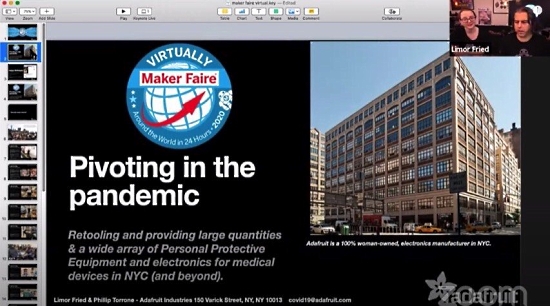 maker faire virtual.key — Edited
View
Zoom
Add Slide
Play
Keynote Live
Table
Chart
Text
Shape
Media
Comment
Collaborate
Limor Fried
VIRTUALLY
Maker Faire
Around the World in 24 Hours • 2020
Pivoting in the
pandemic
Retooling and providing large quantities
& a wide array of Personal Protective
Equipment and electronics for medical
devices in NYC (and beyond).
Adafruit is a 100% woman-owned, electronics manufacturer in NYC.
Limor Fried & Phillip Torrone - Adafruit Industries 150 Varick Street, NY, NY 10013 covid19@adafruit.com
adafruit